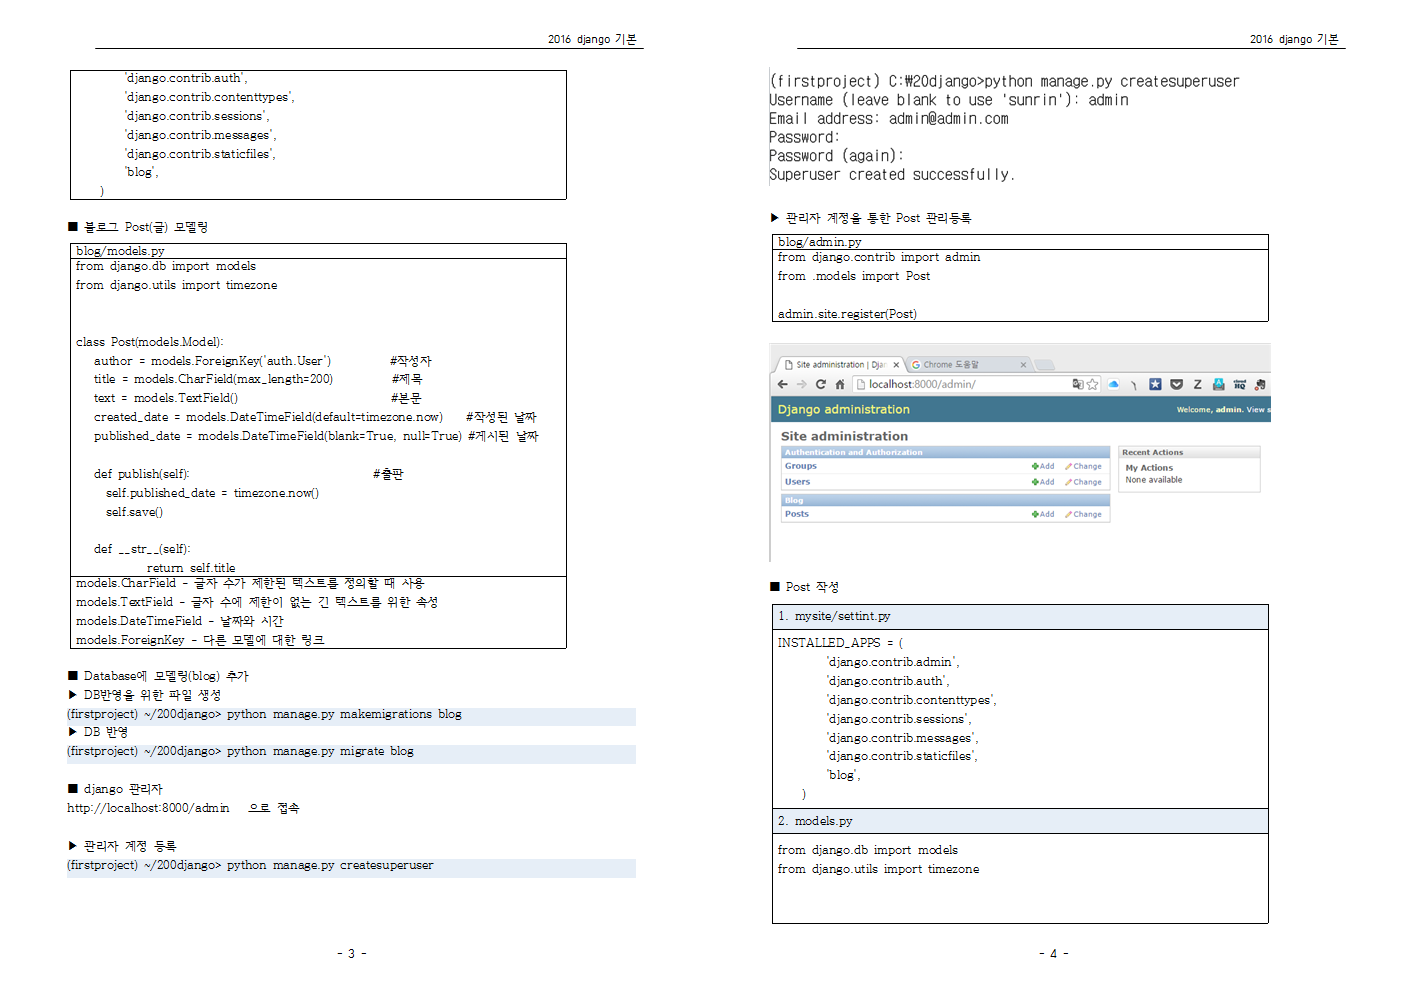 2016 django 기본
'django.contrib.auth',
'django.contrib.contenttypes',
'django.contrib.sessions',
'django.contrib.messages',
'django.contrib.staticfiles',
'blog',
)
■ 블로그 Post(글) 모델링
blog/models.py
from django.db import models
from django.utils import timezone
class Post(models.Model):
author = models.ForeignKey('auth.User') #작성자
title = models.CharField(max_length=200) #제목
text = models.TextField() #본문
created_date = models.DateTimeField(default=timezone.now) #작성된 날짜
published_date = models.DateTimeField(blank=True, null=True) #게시된 날짜
def publish(self): #출판
self.published_date = timezone.now()
self.save()
def __str__(self):
return self.title
models.CharField - 글자 수가 제한된 텍스트를 정의할 때 사용
models.TextField - 글자 수에 제한이 없는 긴 텍스트를 위한 속성
models.DateTimeField - 날짜와 시간
models.ForeignKey - 다른 모델에 대한 링크
■ Database에 모델링(blog) 추가
▶ DB반영을 위한 파일 생성
(firstproject) ~/200django> python manage.py makemigrations blog
▶ DB 반영
(firstproject) ~/200django> python manage.py migrate blog
■ django 관리자
http://localhost:8000/admin 으로 접속
▶ 관리자 계정 등록
(firstproject) ~/200django> python manage.py createsuperuser
- 3 -
2016 django 기본
(firstproject) C:₩20django>python manage.py createsuperuser
Username (leave blank to use 'sunrin'): admin
Email address: admin@admin.com
Password:
Password (again):
Superuser created successfully.
▶ 관리자 계정을 통한 Post 관리등록
blog/admin.py
from django.contrib import admin
from .models import Post
admin.site.register(Post)
Site administration | Djan Chrome 도움말
localhost:8000/admin/
Django administration Welcome, admin. View s
Site administration
Authentication and Authorization
Groups Add Change
Users Add Change
Blog
Posts Add Change
Recent Actions
My Actions
None available
■ Post 작성
1. mysite/settint.py
INSTALLED_APPS = (
'django.contrib.admin',
'django.contrib.auth',
'django.contrib.contenttypes',
'django.contrib.sessions',
'django.contrib.messages',
'django.contrib.staticfiles',
'blog',
)
2. models.py
from django.db import models
from django.utils import timezone
- 4 -